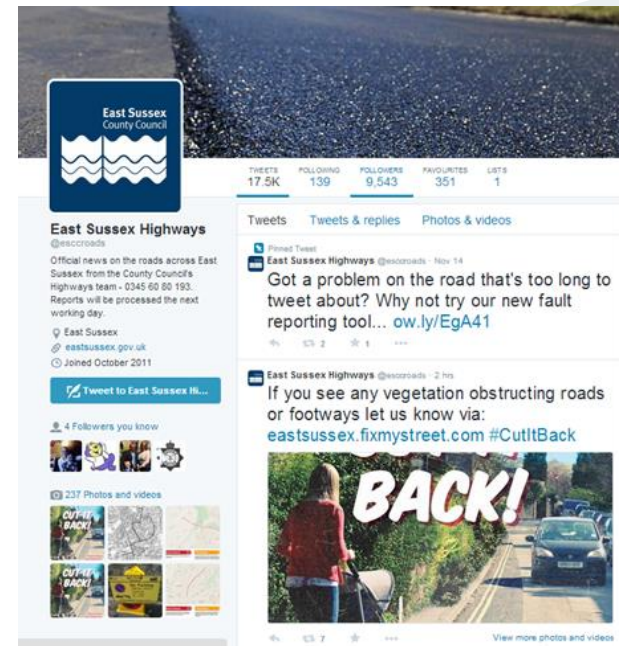 East Sussex
County Council
TWEETS FOLLOWING FOLLOWERS FAVOURITES LISTS
17.5K 139 9,543 351 1
East Sussex Highways
@esccroads
Official news on the roads across East
Sussex from the County Council's
Highways team - 0345 60 80 193.
Reports will be processed the next
working day.
East Sussex
eastsussex.gov.uk
Joined October 2011
Tweet to East Sussex Hi...
4 Followers you know
237 Photos and videos
CUT IT
BACK!
CUT IT
BACK!
Tweets Tweets & replies Photos & videos
Pinned Tweet
East Sussex Highways @esccroads · Nov 14
Got a problem on the road that's too long to
tweet about? Why not try our new fault
reporting tool... ow.ly/EgA41
2 1
East Sussex Highways @esccroads · 2 hrs
If you see any vegetation obstructing roads
or footways let us know via:
eastsussex.fixmystreet.com #CutItBack
BACK!
7
View more photos and videos